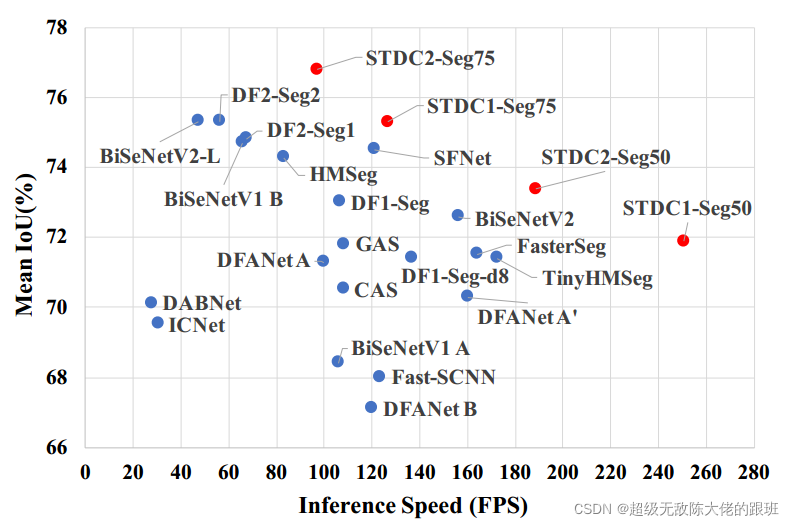 78
76
74
72
70
68
66
Mean IoU(%)
STDC2-Seg75
DF2-Seg2
STDC1-Seg75
DF2-Seg1
BiSeNetV2-L
SFNet
STDC2-Seg50
HMSeg
BiSeNetV1 B
DF1-Seg
STDC1-Seg50
BiSeNetV2
GAS
FasterSeg
DFANet A
DF1-Seg-d8
TinyHMSeg
CAS
DABNet
DFANet A'
ICNet
BiSeNetV1 A
Fast-SCNN
DFANet B
0 20 40 60 80 100 120 140 160 180 200 220 240 260 280
Inference Speed (FPS)
CSDN @超级无敌陈大佬的跟班